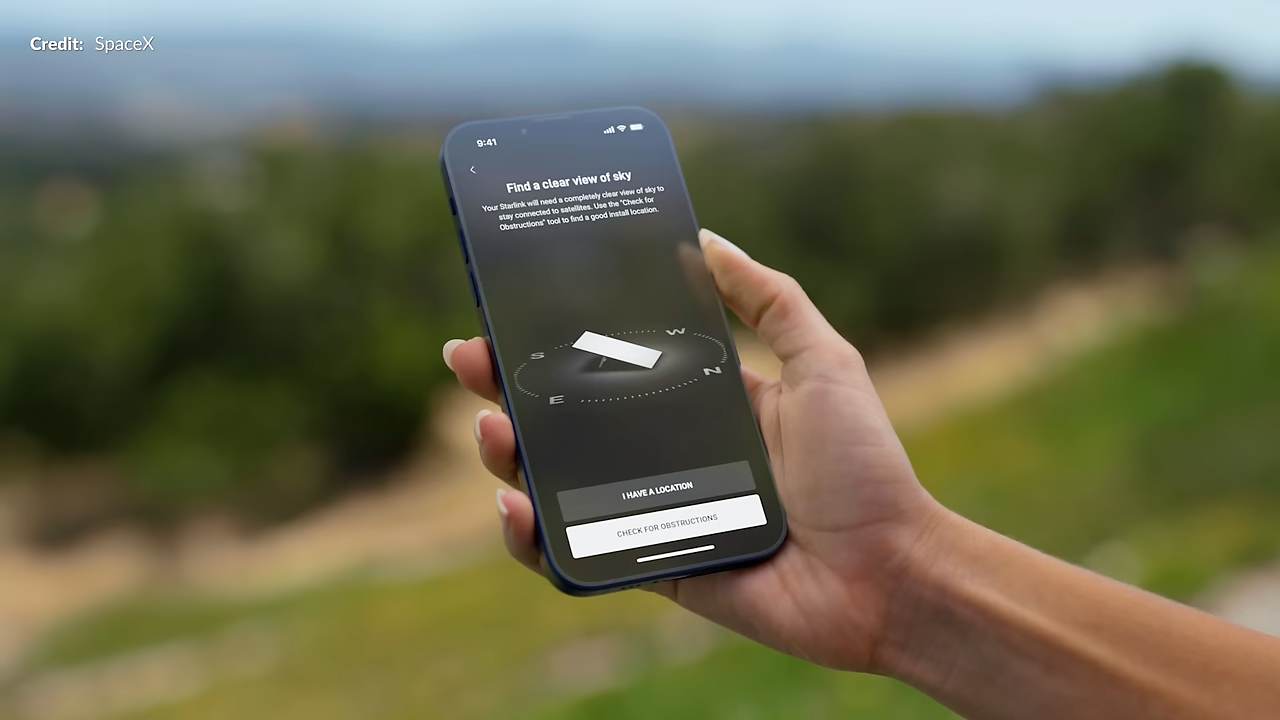 Credit: SpaceX
9:41
Find a clear view of sky
Your Starlink will need a completely clear view of sky to
stay connected to satellites. Use the "Check for
Obstructions" tool to find a good install location.
S
W
E
N
I HAVE A LOCATION
CHECK FOR OBSTRUCTIONS